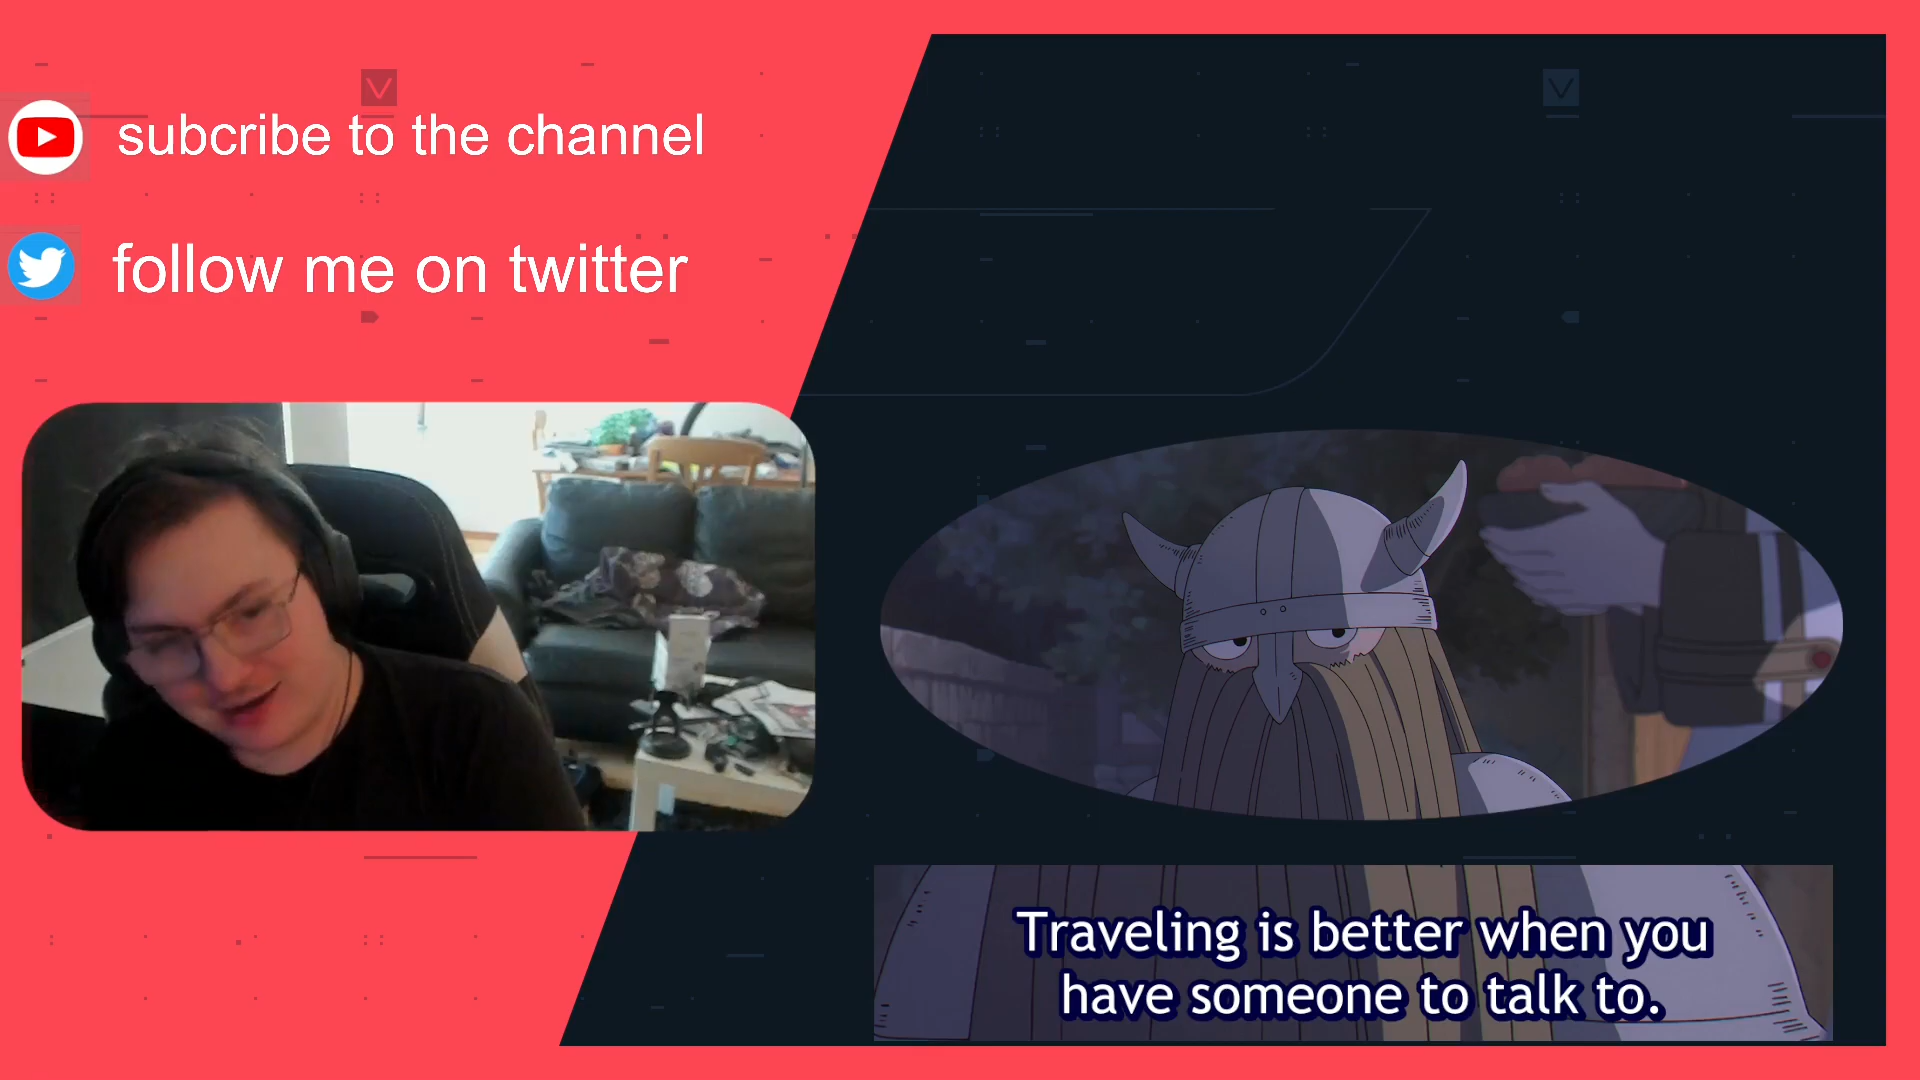 subcribe to the channel
follow me on twitter
Traveling is better when you
have someone to talk to.